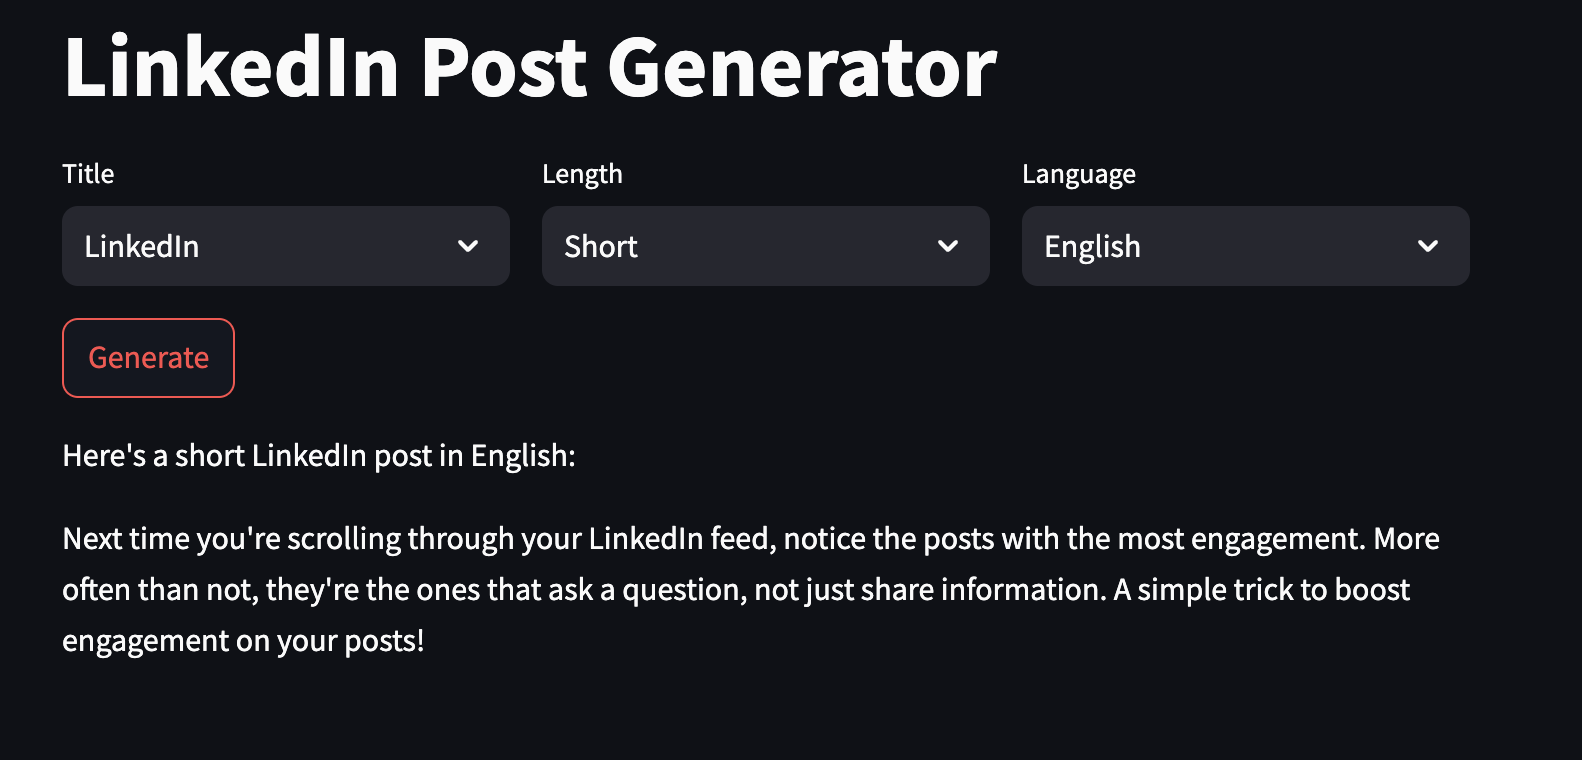 LinkedIn Post Generator
Title
Length
Language
LinkedIn
Short
English
Generate
Here's a short LinkedIn post in English:
Next time you're scrolling through your LinkedIn feed, notice the posts with the most engagement. More
often than not, they're the ones that ask a question, not just share information. A simple trick to boost
engagement on your posts!